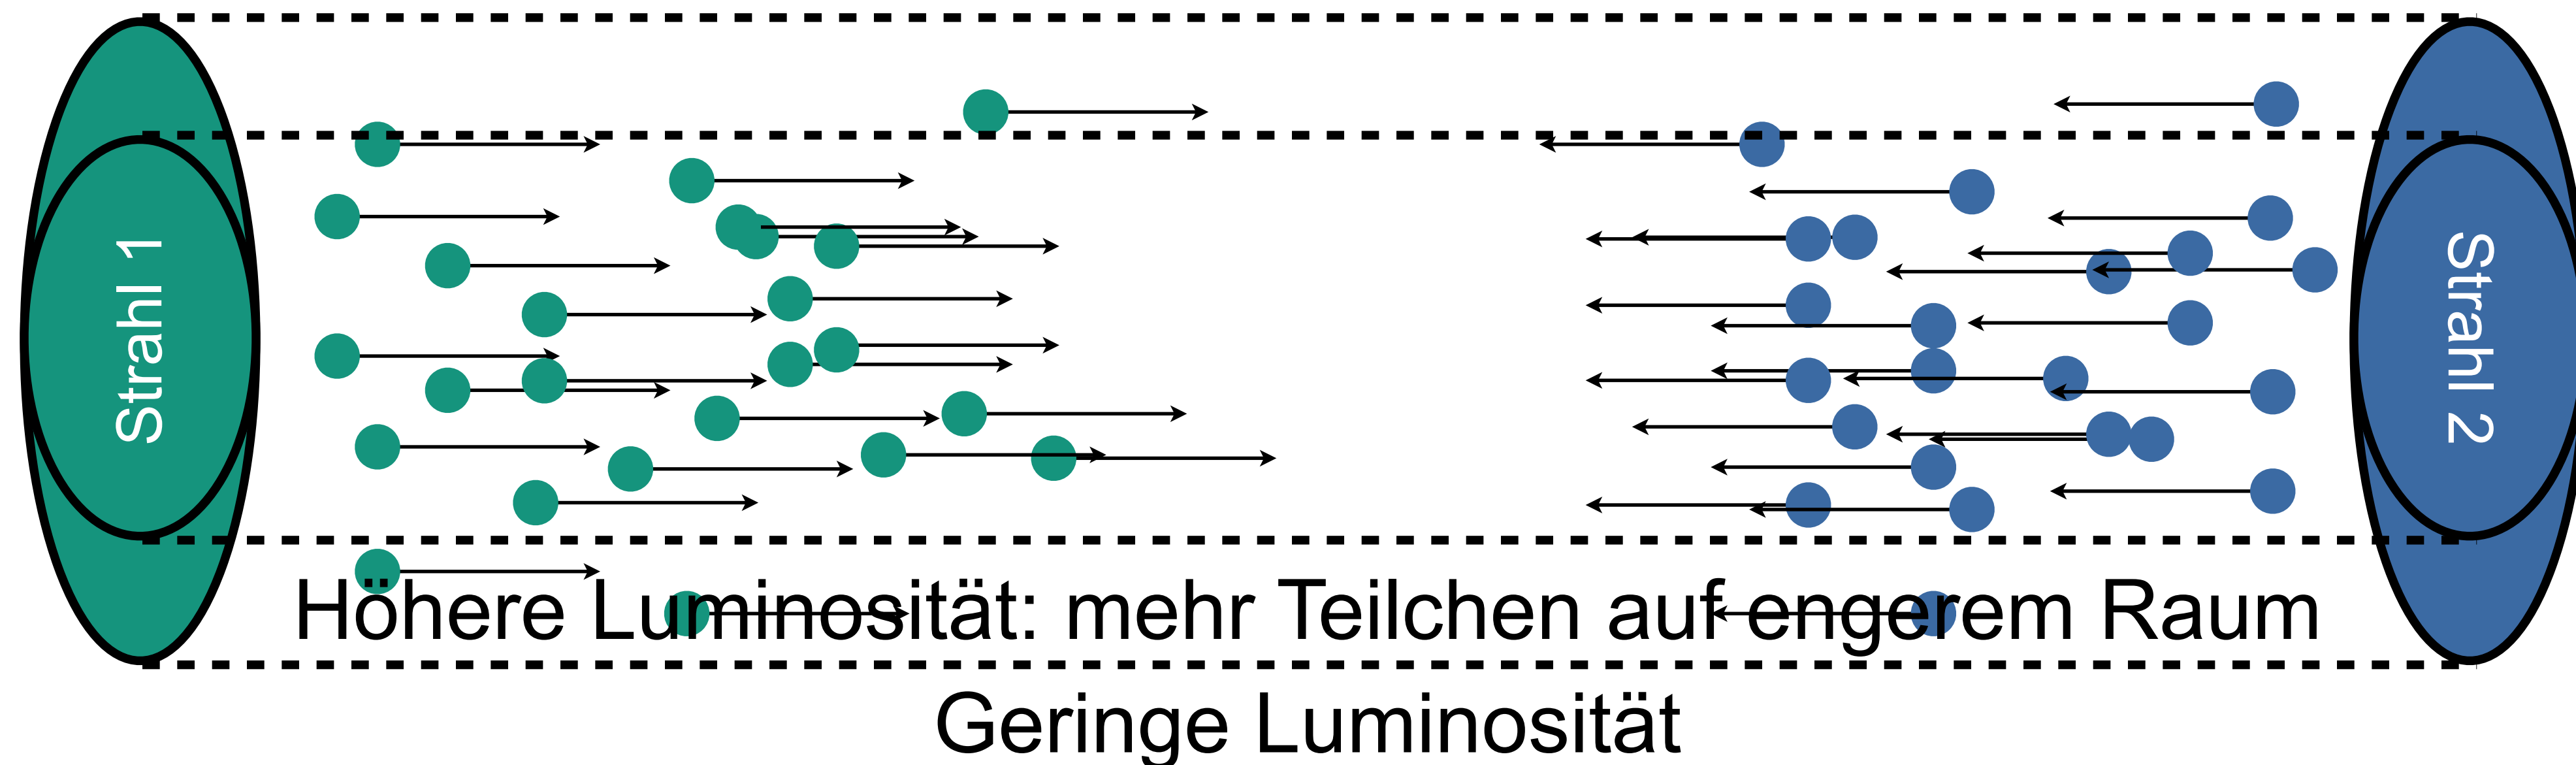 Strahl 1
Strahl 2
Höhere Luminosität: mehr Teilchen auf engerem Raum
Geringe Luminosität